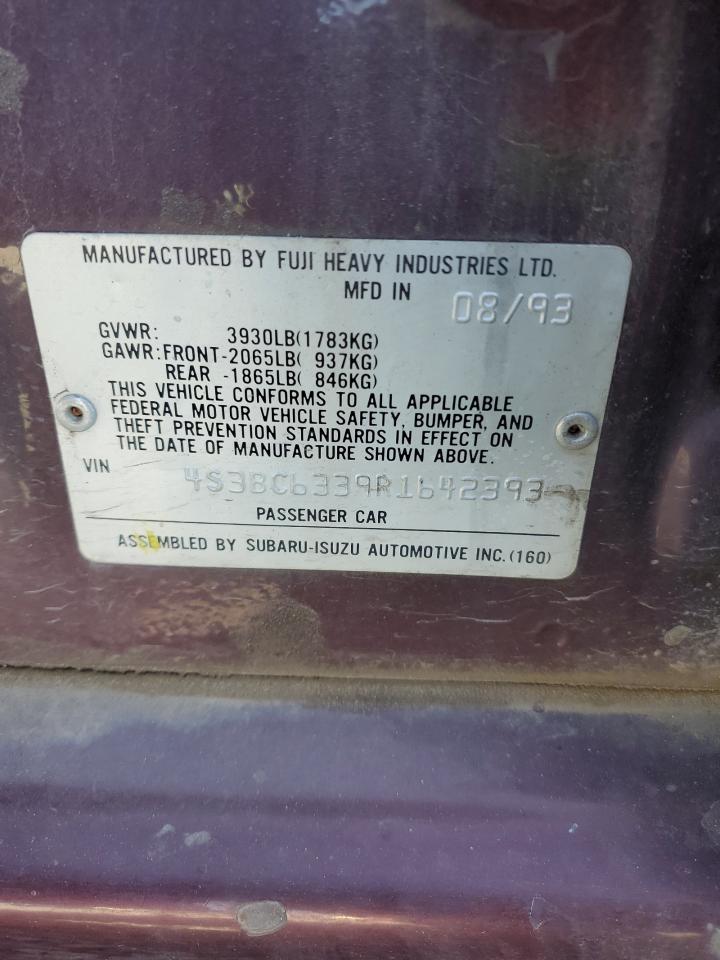 MANUFACTURED BY FUJI HEAVY INDUSTRIES LTD.
MFD IN 08/93
GVWR: 3930LB(1783KG)
GAWR:FRONT-2065LB( 937KG)
REAR -1865LB( 846KG)
THIS VEHICLE CONFORMS TO ALL APPLICABLE
FEDERAL MOTOR VEHICLE SAFETY, BUMPER, AND
THEFT PREVENTION STANDARDS IN EFFECT ON
THE DATE OF MANUFACTURE SHOWN ABOVE.
VIN 4S3BC6339R1642393
PASSENGER CAR
ASSEMBLED BY SUBARU-ISUZU AUTOMOTIVE INC.(160)